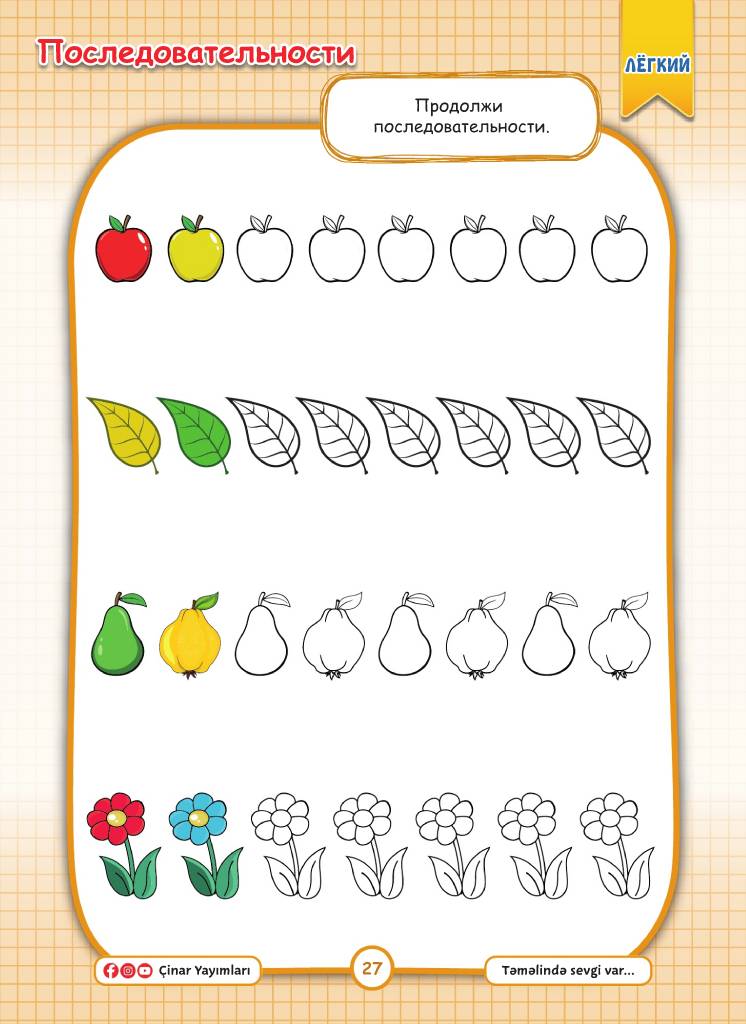 Последовательности
ЛЁГКИЙ
Продолжи
последовательности.
Çinar Yayımları
27
Təməlində sevgi var...